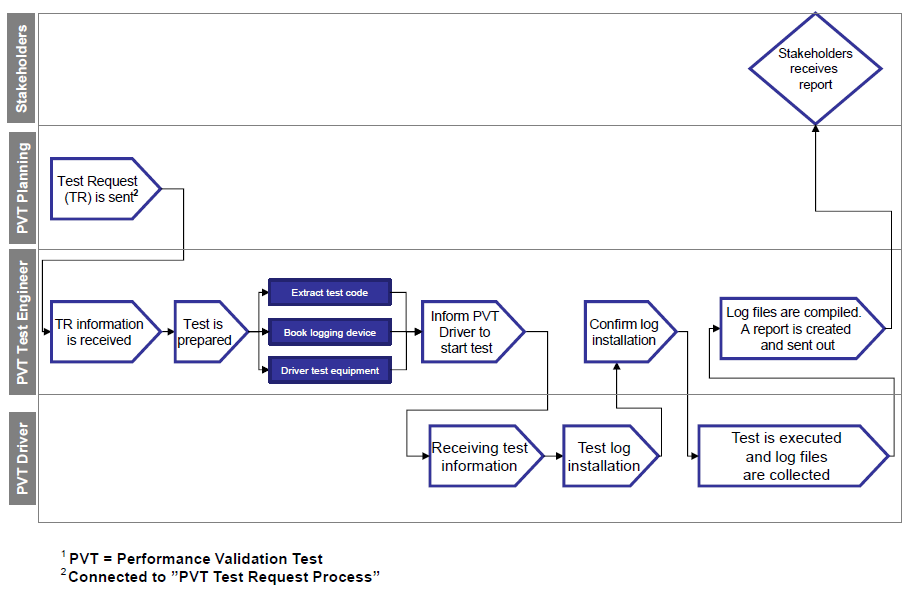 Stakeholders
Stakeholders
receives
report
PVT Planning
Test Request
(TR) is sent²
PVT Test Engineer
TR information
is received
Test is
prepared
Extract test code
Book logging device
Driver test equipment
Inform PVT
Driver to
start test
Confirm log
installation
Log files are compiled.
A report is created
and sent out
PVT Driver
Receiving test
information
Test log
installation
Test is executed
and log files
are collected
¹ PVT = Performance Validation Test
² Connected to ”PVT Test Request Process”